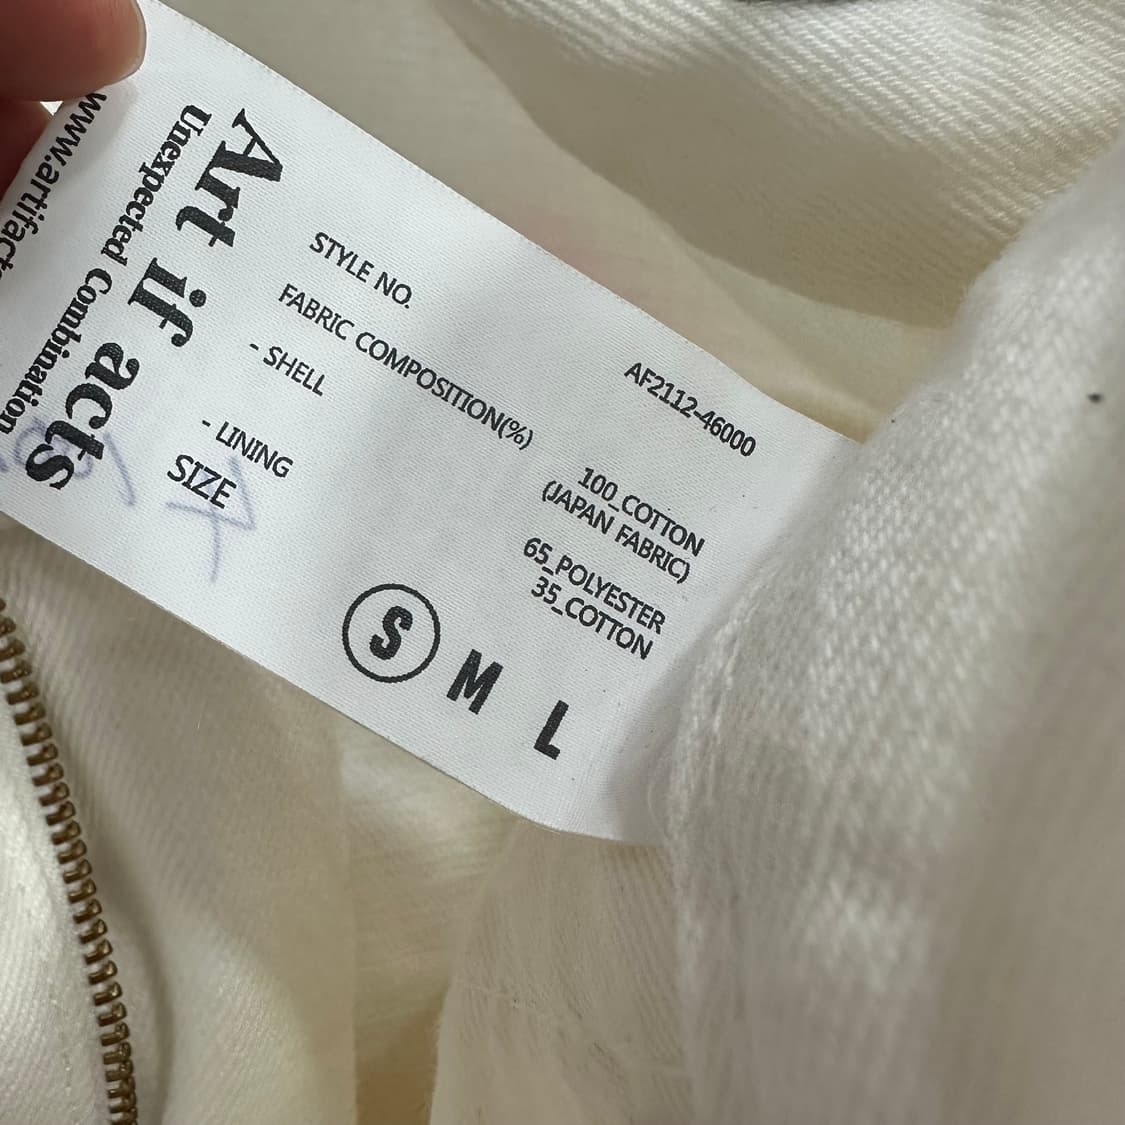 www.artifact
Art if acts
Unexpected Combination
STYLE NO. AF2112-46000
FABRIC COMPOSITION(%)
- SHELL 100_COTTON
(JAPAN FABRIC)
- LINING 65_POLYESTER
35_COTTON
SIZE S M L